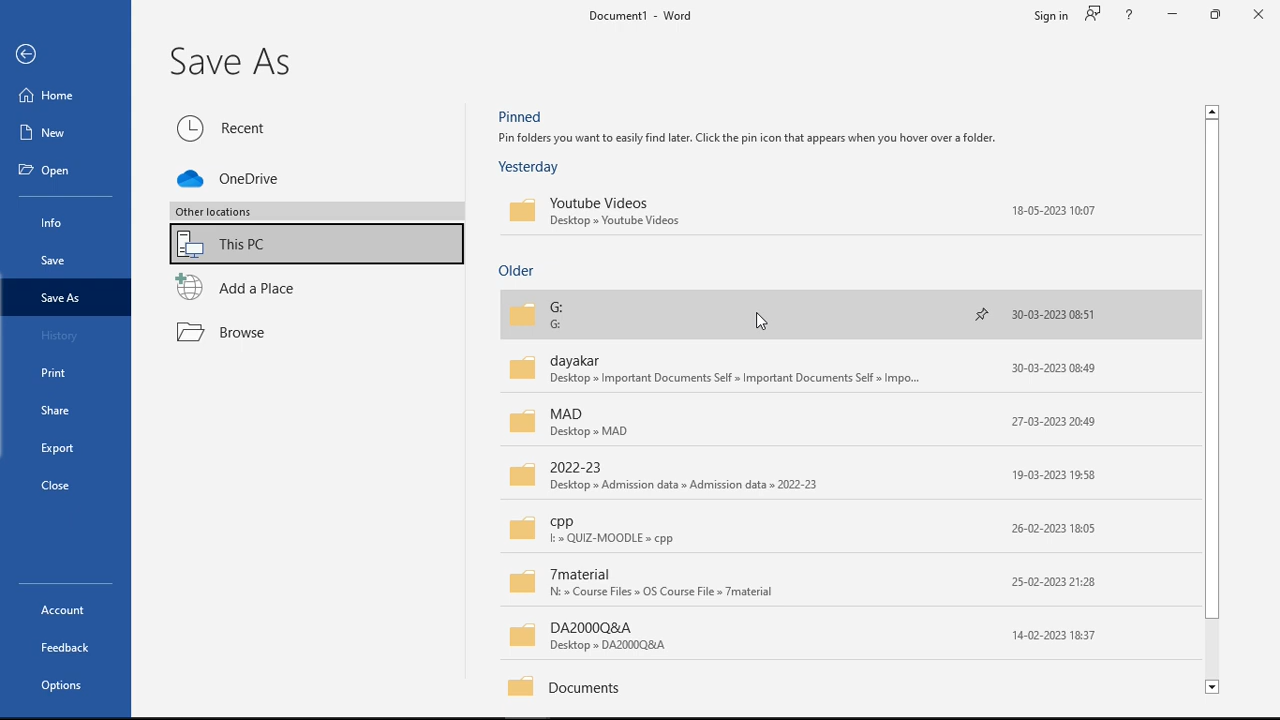 Document1 - Word
Sign in
?
Save As
Home
New
Open
Info
Save
Save As
History
Print
Share
Export
Close
Account
Feedback
Options
Recent
OneDrive
Other locations
This PC
Add a Place
Browse
Pinned
Pin folders you want to easily find later. Click the pin icon that appears when you hover over a folder.
Yesterday
Youtube Videos
Desktop » Youtube Videos
18-05-2023 10:07
Older
G:
G:
30-03-2023 08:51
dayakar
Desktop » Important Documents Self » Important Documents Self » Impo...
30-03-2023 08:49
MAD
Desktop » MAD
27-03-2023 20:49
2022-23
Desktop » Admission data » Admission data » 2022-23
19-03-2023 19:58
cpp
I: » QUIZ-MOODLE » cpp
26-02-2023 18:05
7material
N: » Course Files » OS Course File » 7material
25-02-2023 21:28
DA2000Q&A
Desktop » DA2000Q&A
14-02-2023 18:37
Documents